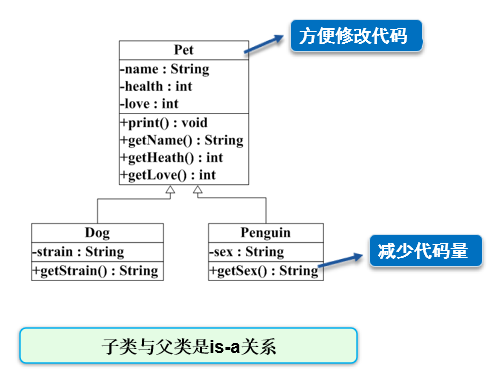 方便修改代码
Pet
-name : String
-health : int
-love : int
+print() : void
+getName() : String
+getHeath() : int
+getLove() : int
Dog
-strain : String
+getStrain() : String
Penguin
-sex : String
+getSex() : String
减少代码量
子类与父类是is-a关系